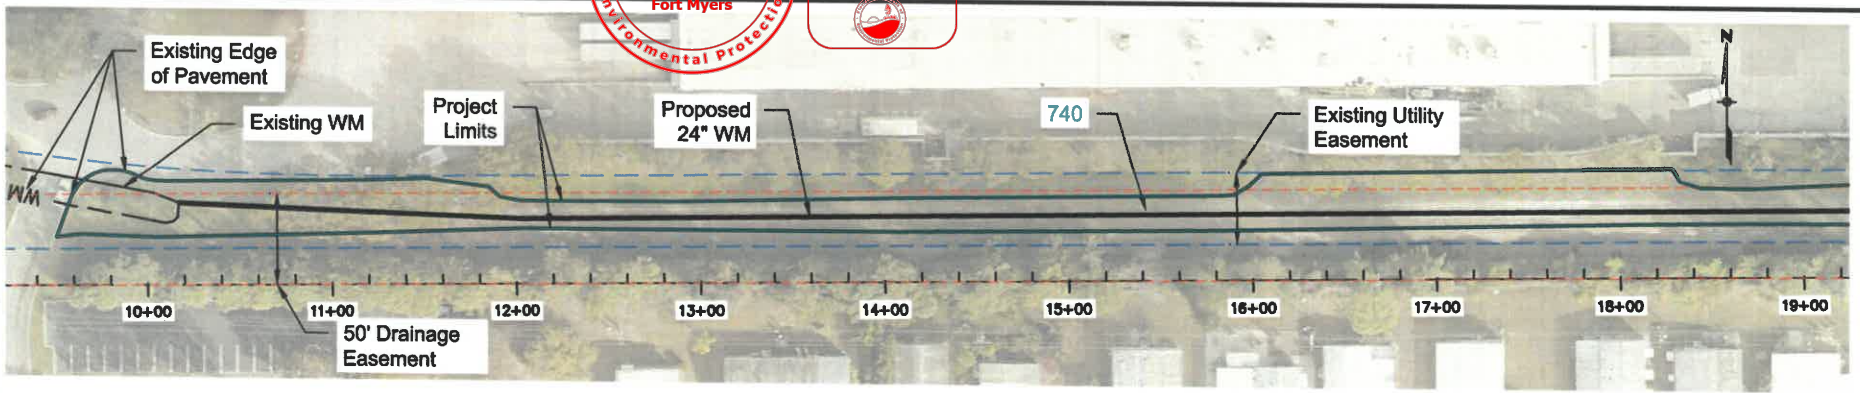 Fort Myers
Environmental Protection
Existing Edge
of Pavement
Existing WM
Project
Limits
Proposed
24" WM
740
Existing Utility
Easement
N
WM
10+00
11+00
12+00
13+00
14+00
15+00
16+00
17+00
18+00
19+00
50' Drainage
Easement